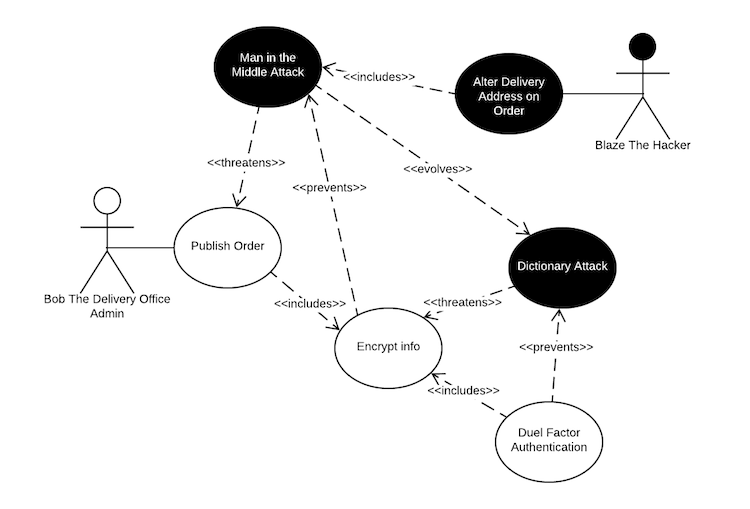 Man in the
Middle Attack
<<includes>>
Alter Delivery
Address on
Order
Blaze The Hacker
<<threatens>>
<<prevents>>
<<evolves>>
Publish Order
Bob The Delivery Office
Admin
Dictionary Attack
<<includes>>
<<threatens>>
Encrypt info
<<prevents>>
<<includes>>
Duel Factor
Authentication